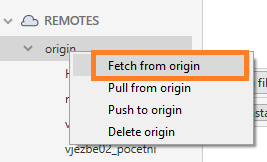 REMOTES
origin
Fetch from origin
Pull from origin
Push to origin
Delete origin
vjezbe02_pocetni